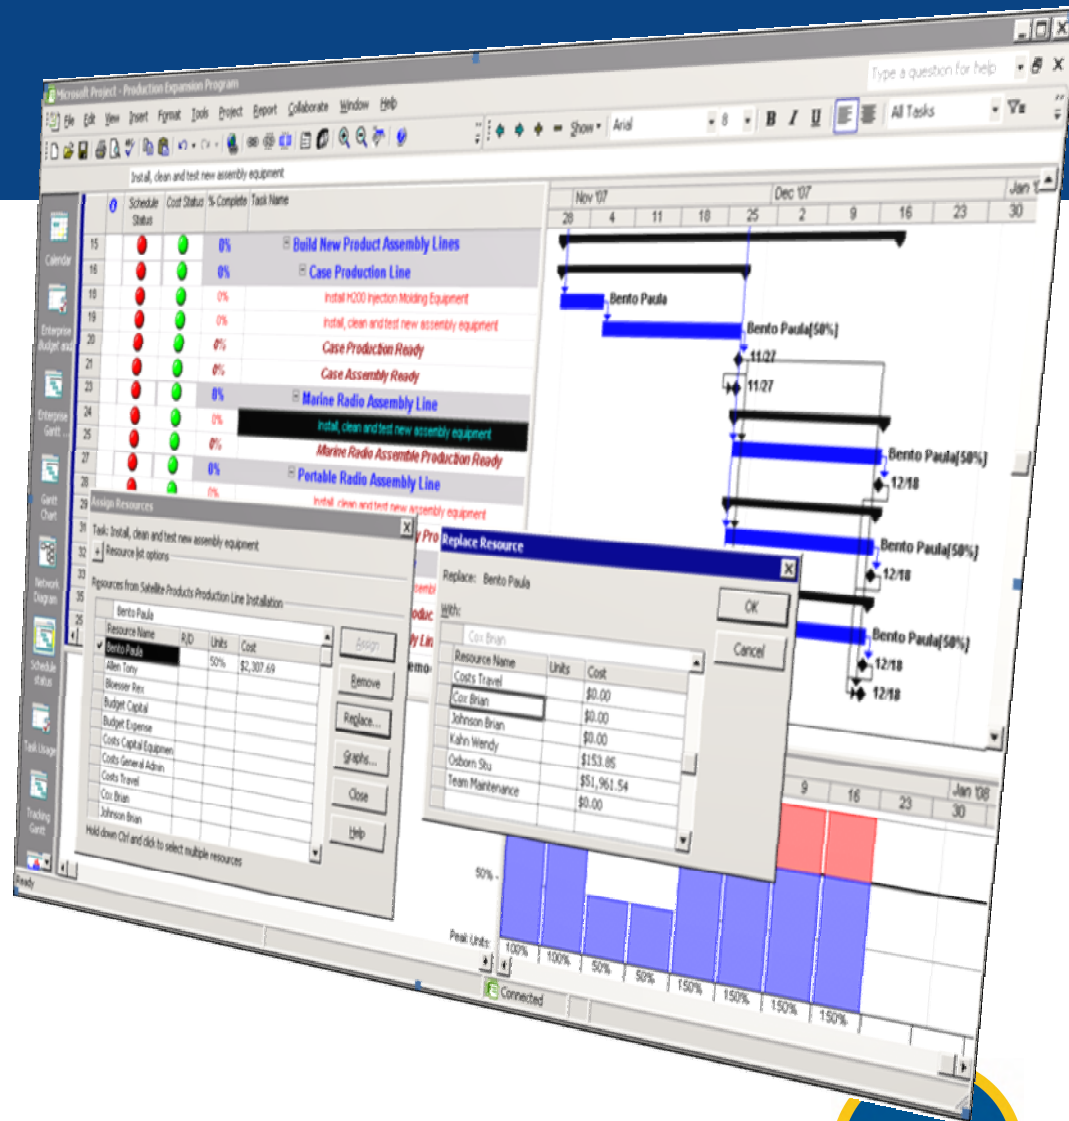 Microsoft Project - Production Expansion Program
Type a question for help
File Edit View Insert Format Tools Project Report Collaborate Window Help
Show Arial 8 B I U All Tasks
Install, clean and test new assembly equipment
Schedule Status Cost Status % Complete Task Name
Nov '07 Dec '07 Jan
28 4 11 18 25 2 9 16 23 30
15 0% Build New Product Assembly Lines
16 0% Case Production Line
18 0% Install H200 Injection Molding Equipment Bento Paula
19 0% Install, clean and test new assembly equipment Bento Paula[50%]
20 0% Case Production Ready 11/27
21 0% Case Assembly Ready 11/27
23 0% Marine Radio Assembly Line
24 0% Install, clean and test new assembly equipment Bento Paula[50%]
25 0% Marine Radio Assemble Production Ready 12/18
27 0% Portable Radio Assembly Line
28 0% Install, clean and test new assembly equipment Bento Paula[50%]
29
31
32
33
35
12/18
Bento Paula[50%]
12/18
12/18
Calendar
Enterprise
Enterprise
Gantt ...
Gantt
Chart
Network
Diagram
Schedule
status
Task Usage
Tracking
Gantt
Assign Resources
Task: Install, clean and test new assembly equipment
+ Resource list options
Resources from Satellite Products Production Line Installation
Bento Paula
Resource Name R/D Units Cost
Bento Paula 50% $2,307.69
Allen Tony
Bloesser Rex
Budget Capital
Budget Expense
Costs Capital Equipmen
Costs General Admin
Costs Travel
Cox Brian
Johnson Brian
Assign
Remove
Replace...
Graphs...
Close
Help
Hold down Ctrl and click to select multiple resources
Replace Resource
Replace: Bento Paula
With:
Cox Brian
Resource Name Units Cost
Costs Travel $0.00
Cox Brian $0.00
Johnson Brian $0.00
Kahn Wendy $153.85
Osborn Stu $51,961.54
Team Maintenance $0.00
OK
Cancel
Jan '08
9 16 23 30
50%
Peak Units: 100% 100% 50% 50% 150% 150% 150% 150%
Ready
Connected